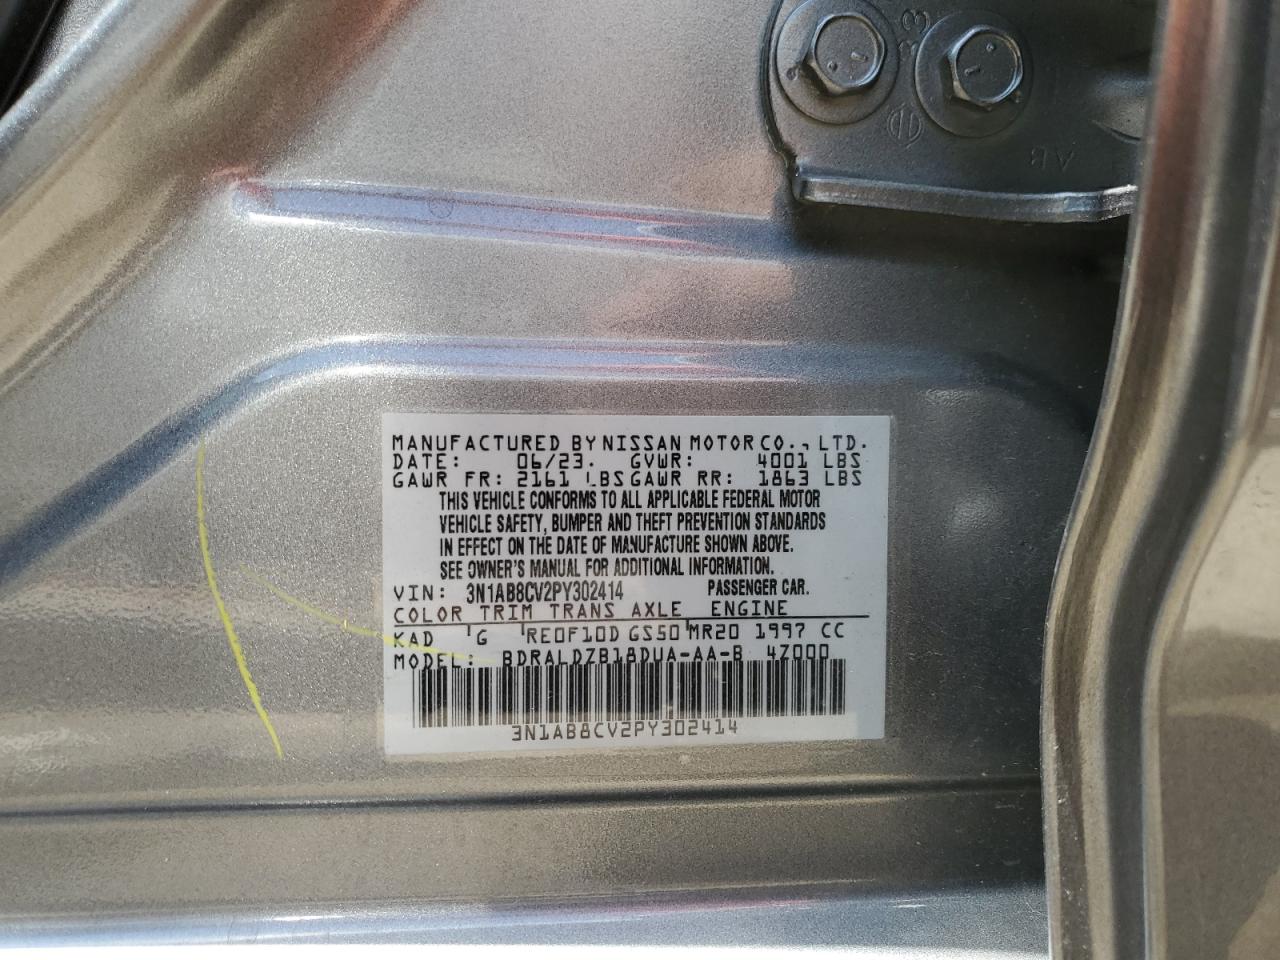 33
AB
MANUFACTURED BY NISSAN MOTOR CO., LTD.
DATE: 06/23. GVWR: 4001 LBS
GAWR FR: 2161 LBS GAWR RR: 1863 LBS
THIS VEHICLE CONFORMS TO ALL APPLICABLE FEDERAL MOTOR
VEHICLE SAFETY, BUMPER AND THEFT PREVENTION STANDARDS
IN EFFECT ON THE DATE OF MANUFACTURE SHOWN ABOVE.
SEE OWNER'S MANUAL FOR ADDITIONAL INFORMATION.
VIN: 3N1AB8CV2PY302414 PASSENGER CAR.
COLOR TRIM TRANS AXLE ENGINE
KAD G RE0F10D GS50 MR20 1997 CC
MODEL: BDRALDZB18DUA-AA-B 4Z000
3N1AB8CV2PY302414